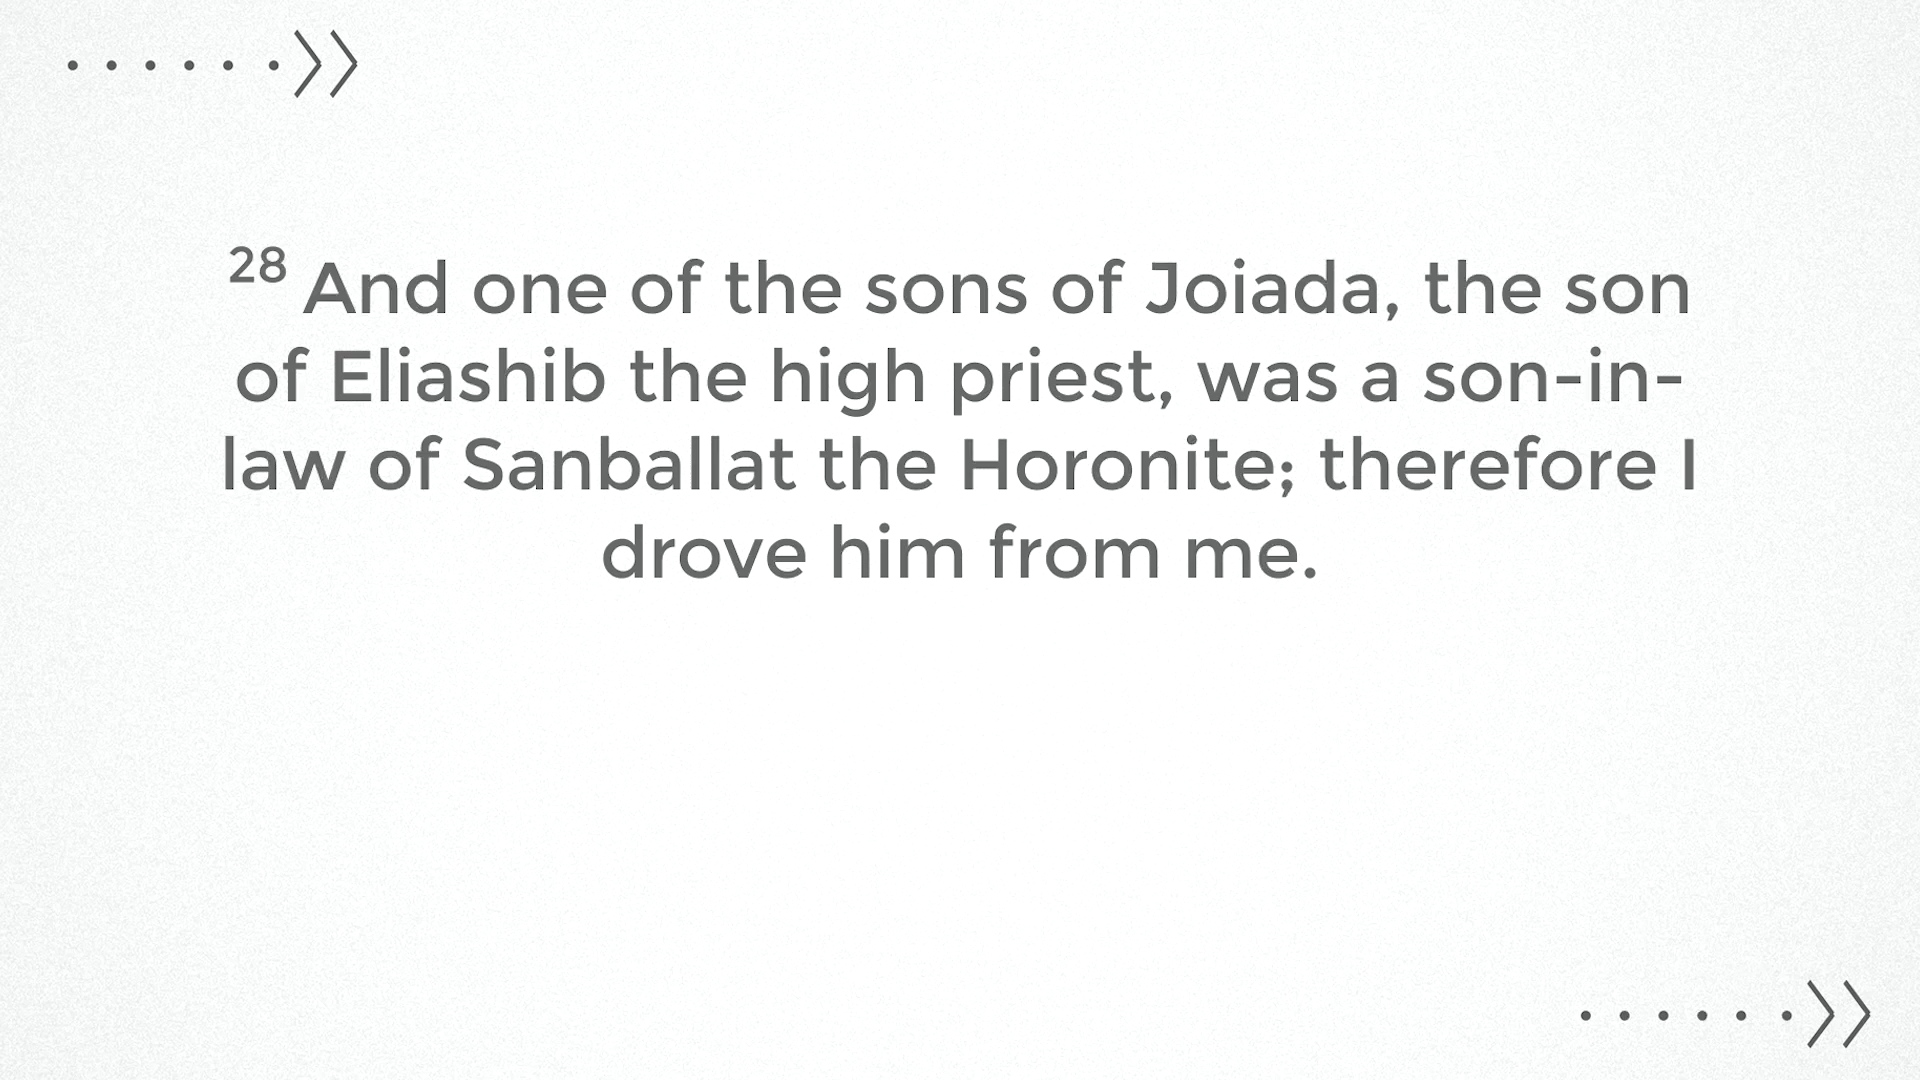 28 And one of the sons of Joiada, the son
of Eliashib the high priest, was a son-in-
law of Sanballat the Horonite; therefore I
drove him from me.